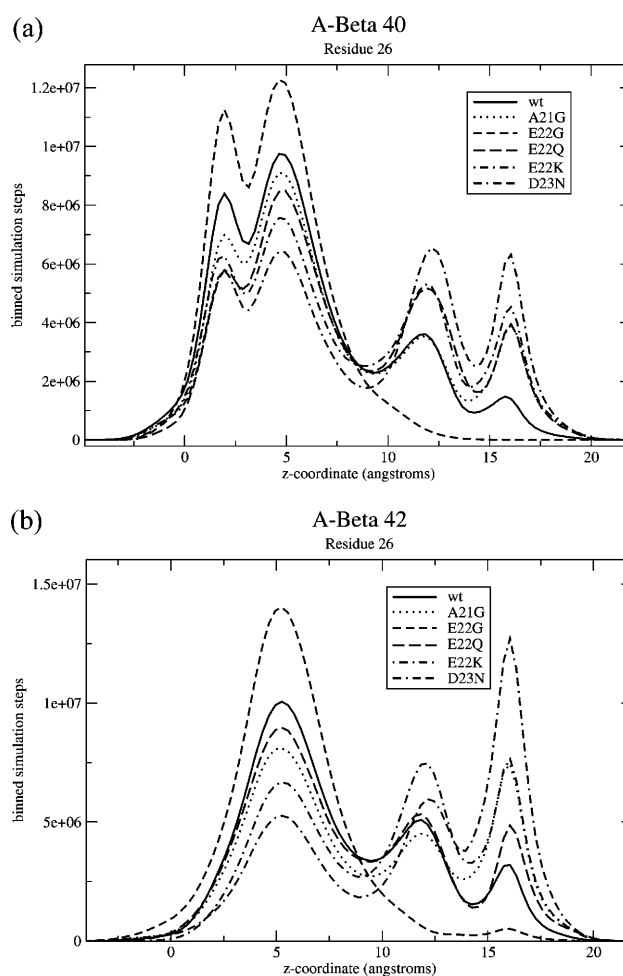 (a)
A-Beta 40
Residue 26
1.2e+07
1e+07
8e+06
6e+06
4e+06
2e+06
0
binned simulation steps
wt
A21G
E22G
E22Q
E22K
D23N
0 5 10 15 20
z-coordinate (angstroms)
(b)
A-Beta 42
Residue 26
1.5e+07
1e+07
5e+06
0
binned simulation steps
wt
A21G
E22G
E22Q
E22K
D23N
0 5 10 15 20
z-coordinate (angstroms)